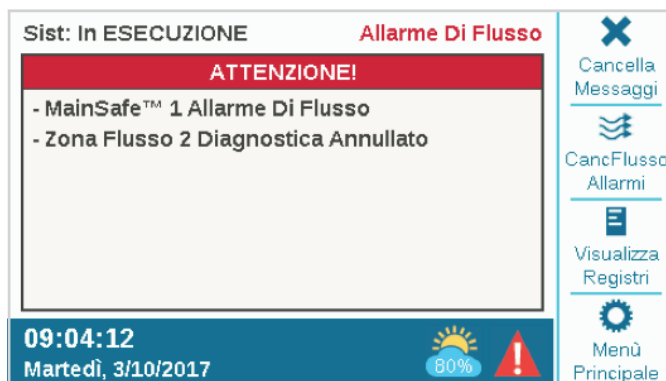 Sist: In ESECUZIONE
Allarme Di Flusso
ATTENZIONE!
- MainSafe™ 1 Allarme Di Flusso
- Zona Flusso 2 Diagnostica Annullato
09:04:12
Martedì, 3/10/2017
80%
Cancella
Messaggi
CancFlusso
Allarmi
Visualizza
Registri
Menù
Principale